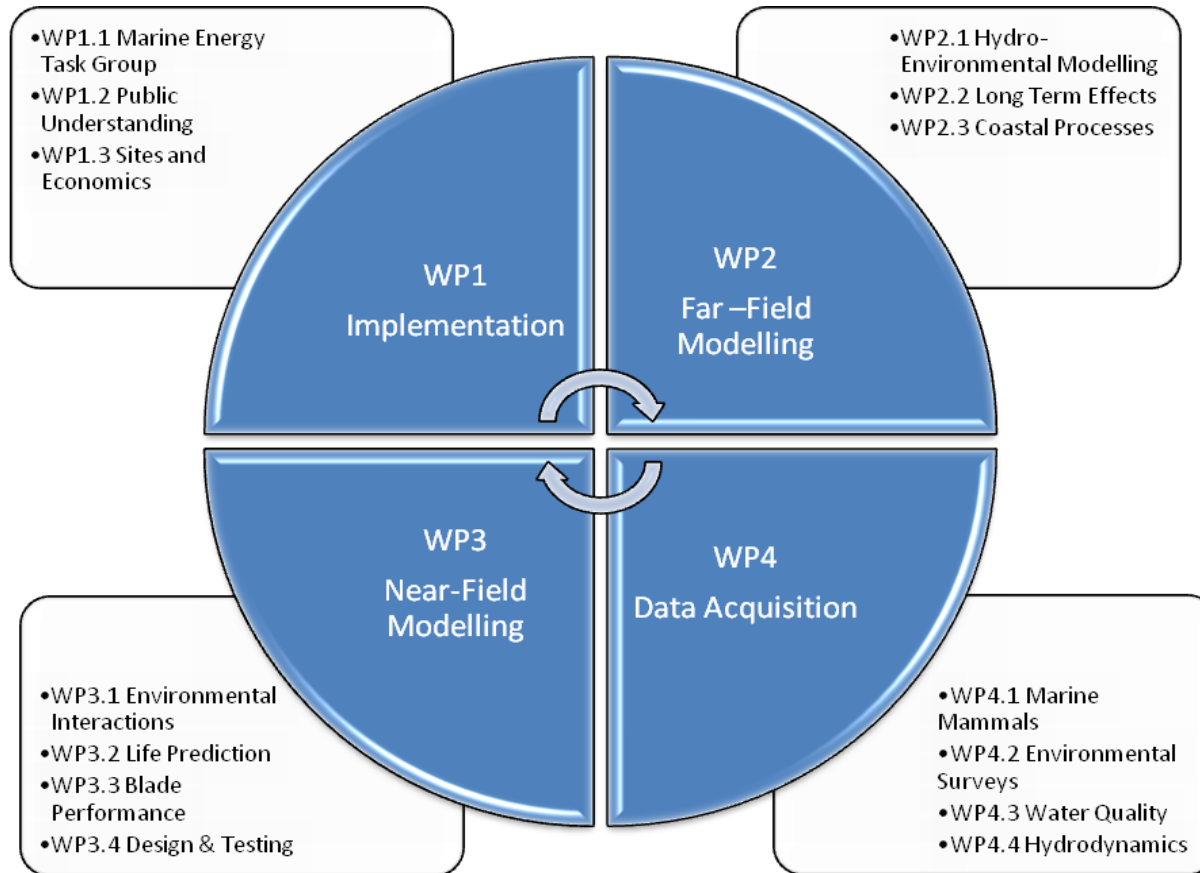 •WP1.1 Marine Energy
Task Group
•WP1.2 Public
Understanding
•WP1.3 Sites and
Economics
•WP2.1 Hydro-
Environmental Modelling
•WP2.2 Long Term Effects
•WP2.3 Coastal Processes
WP1
Implementation
WP2
Far –Field
Modelling
WP3
Near-Field
Modelling
WP4
Data Acquisition
•WP3.1 Environmental
Interactions
•WP3.2 Life Prediction
•WP3.3 Blade
Performance
•WP3.4 Design & Testing
•WP4.1 Marine
Mammals
•WP4.2 Environmental
Surveys
•WP4.3 Water Quality
•WP4.4 Hydrodynamics